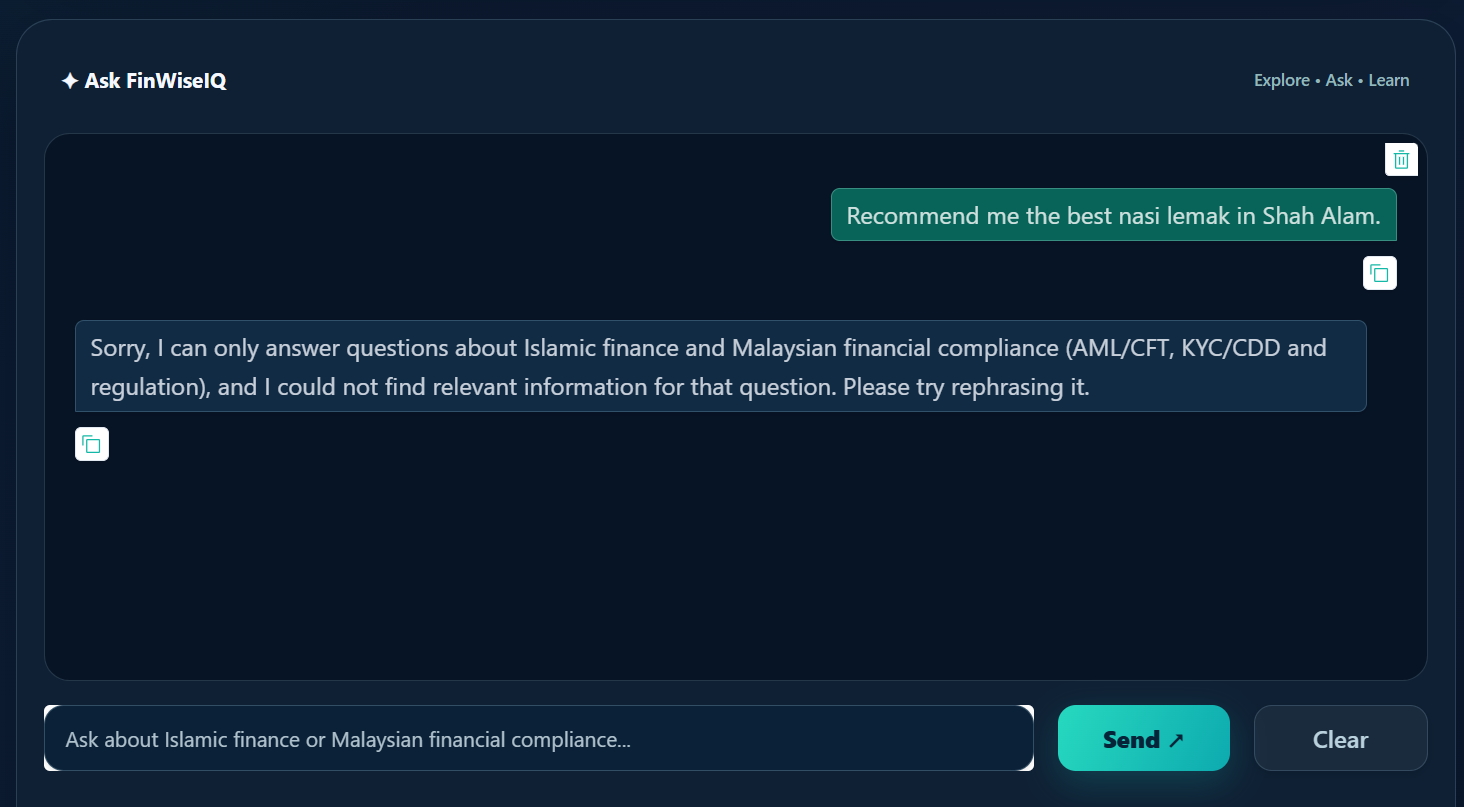 ✦ Ask FinWiseIQ
Explore • Ask • Learn
Recommend me the best nasi lemak in Shah Alam.
Sorry, I can only answer questions about Islamic finance and Malaysian financial compliance (AML/CFT, KYC/CDD and
regulation), and I could not find relevant information for that question. Please try rephrasing it.
Ask about Islamic finance or Malaysian financial compliance...
Send ↗
Clear